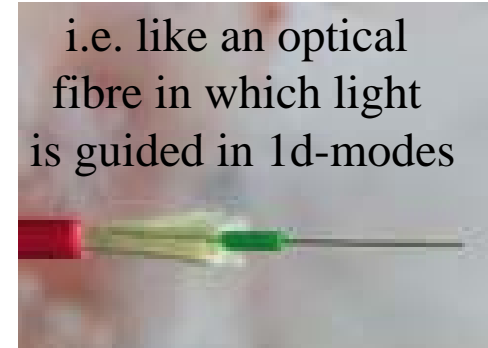 i.e. like an optical
fibre in which light
is guided in 1d-modes